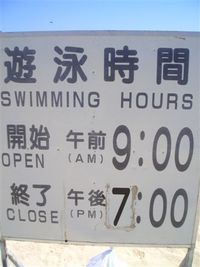 遊泳時間
SWIMMING HOURS
開始 午前 9:00
OPEN (AM)
終了 午後 7:00
CLOSE (PM)